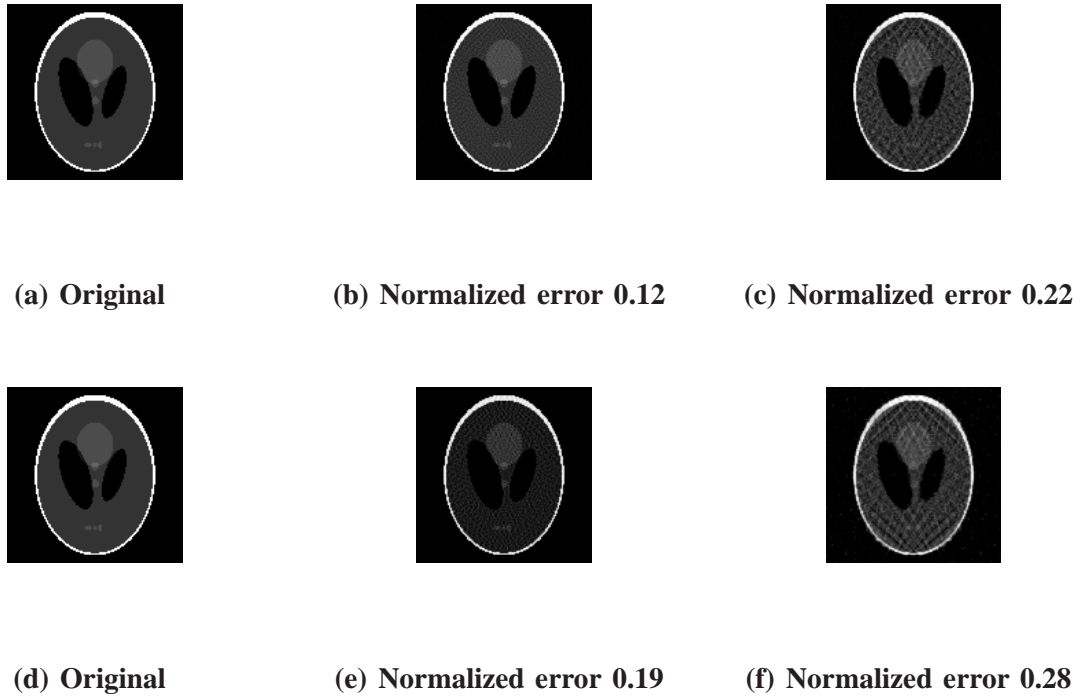 (a) Original
(b) Normalized error 0.12
(c) Normalized error 0.22
(d) Original
(e) Normalized error 0.19
(f) Normalized error 0.28